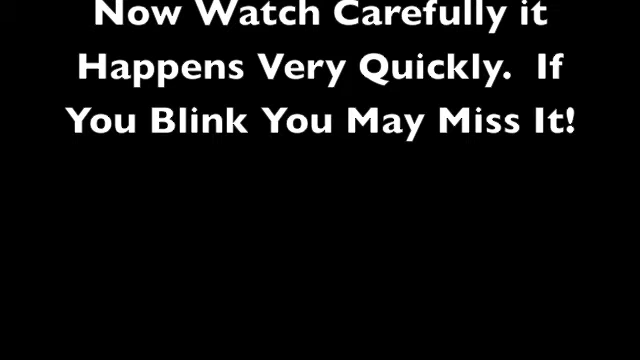 Now Watch Carefully it
Happens Very Quickly.  If
You Blink You May Miss It!